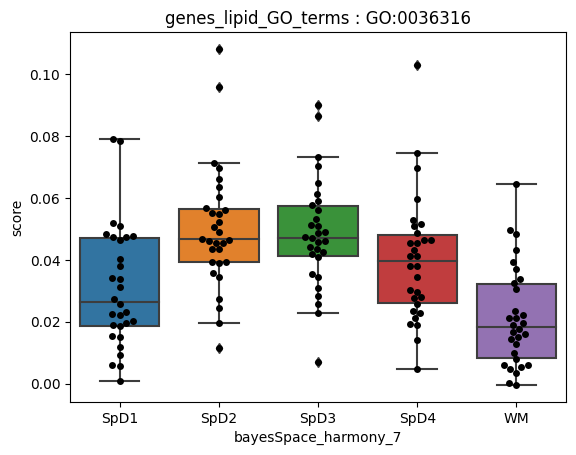 genes_lipid_GO_terms : GO:0036316
score
0.10
0.08
0.06
0.04
0.02
0.00
SpD1 SpD2 SpD3 SpD4 WM
bayesSpace_harmony_7